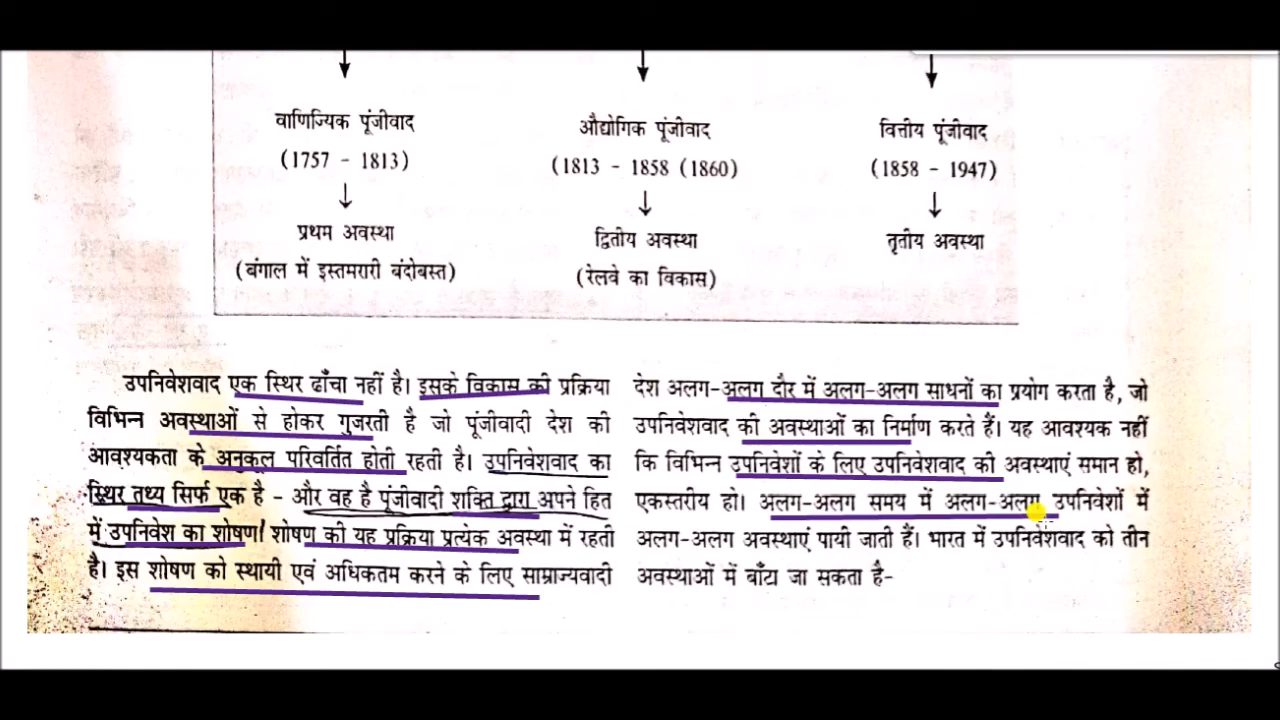 वाणिज्यिक पूंजीवाद
(1757 - 1813)
प्रथम अवस्था
(बंगाल में इस्तमरारी बंदोबस्त)
औद्योगिक पूंजीवाद
(1813 - 1858 (1860)
द्वितीय अवस्था
(रेलवे का विकास)
वित्तीय पूंजीवाद
(1858 - 1947)
तृतीय अवस्था
उपनिवेशवाद एक स्थिर ढाँचा नहीं है। इसके विकास की प्रक्रिया
विभिन्न अवस्थाओं से होकर गुजरती है जो पूंजीवादी देश की
आवश्यकता के अनुकूल परिवर्तित होती रहती है। उपनिवेशवाद का
स्थिर तथ्य सिर्फ एक है - और वह है पूंजीवादी शक्ति द्वारा अपने हित
में उपनिवेश का शोषण। शोषण की यह प्रक्रिया प्रत्येक अवस्था में रहती
है। इस शोषण को स्थायी एवं अधिकतम करने के लिए साम्राज्यवादी
देश अलग-अलग दौर में अलग-अलग साधनों का प्रयोग करता है, जो
उपनिवेशवाद की अवस्थाओं का निर्माण करते हैं। यह आवश्यक नहीं
कि विभिन्न उपनिवेशों के लिए उपनिवेशवाद की अवस्थाएं समान हो,
एकस्तरीय हो। अलग-अलग समय में अलग-अलग उपनिवेशों में
अलग-अलग अवस्थाएं पायी जाती हैं। भारत में उपनिवेशवाद को तीन
अवस्थाओं में बाँटा जा सकता है-